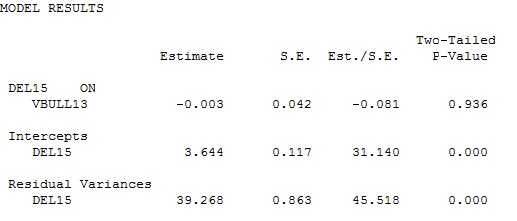 MODEL RESULTS
Two-Tailed
Estimate S.E. Est./S.E. P-Value
DEL15 ON
VBULL13 -0.003 0.042 -0.081 0.936
Intercepts
DEL15 3.644 0.117 31.140 0.000
Residual Variances
DEL15 39.268 0.863 45.518 0.000